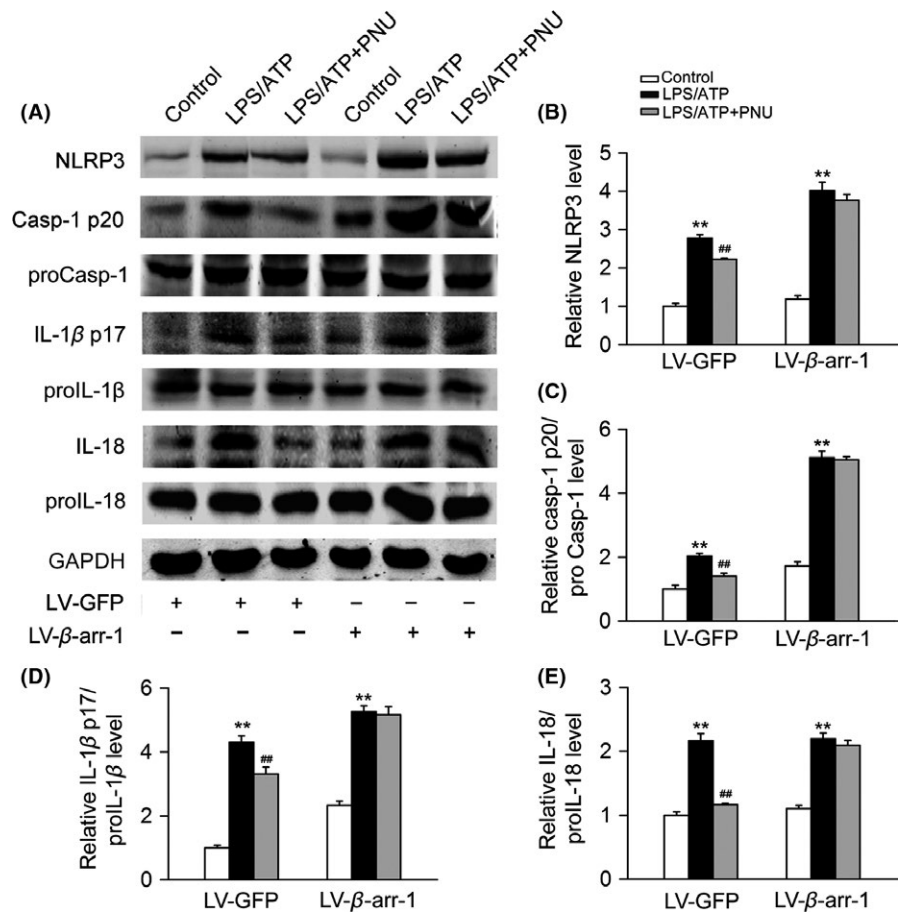 (A)
Control LPS/ATP LPS/ATP+PNU Control LPS/ATP LPS/ATP+PNU
NLRP3
Casp-1 p20
proCasp-1
IL-1β p17
proIL-1β
IL-18
proIL-18
GAPDH
LV-GFP + + + – – –
LV-β-arr-1 – – – + + +
Control
LPS/ATP
LPS/ATP+PNU
(B)
Relative NLRP3 level
5
4
3
2
1
0
** ## **
LV-GFP LV-β-arr-1
(C)
Relative casp-1 p20/
pro Casp-1 level
6
4
2
0
** ## **
LV-GFP LV-β-arr-1
(D)
Relative IL-1β p17/
proIL-1β level
6
4
2
0
** ## **
LV-GFP LV-β-arr-1
(E)
Relative IL-18/
proIL-18 level
3
2
1
0
** ## **
LV-GFP LV-β-arr-1